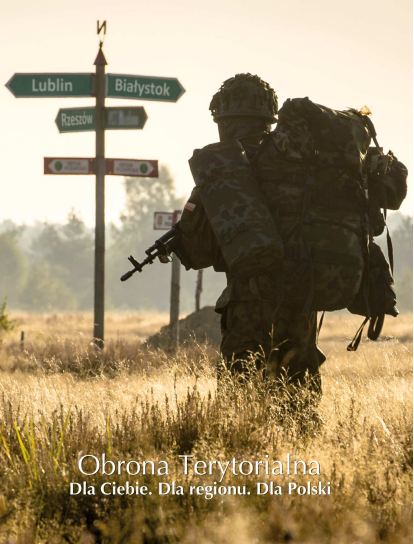 N
Lublin
Białystok
Rzeszów
Obrona Terytorialna
Dla Ciebie. Dla regionu. Dla Polski